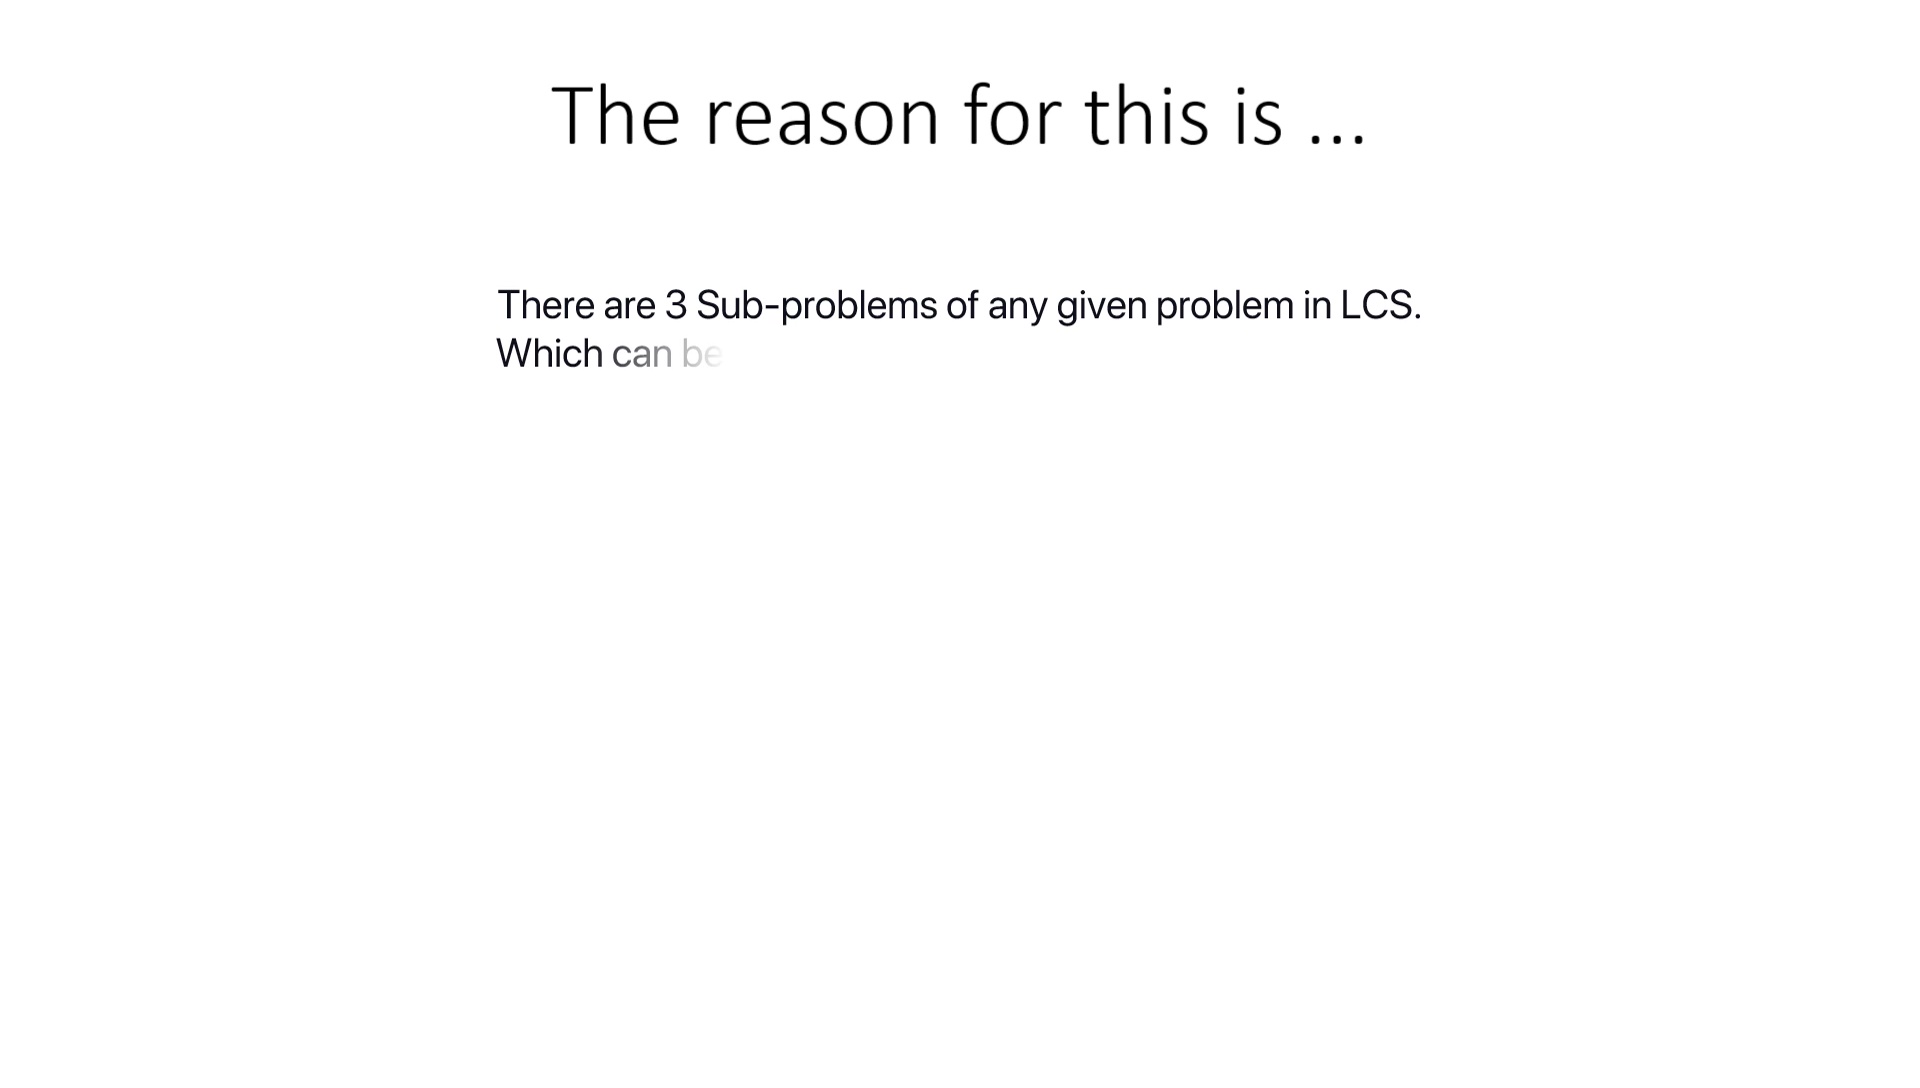 The reason for this is ...
There are 3 Sub-problems of any given problem in LCS.
Which can be